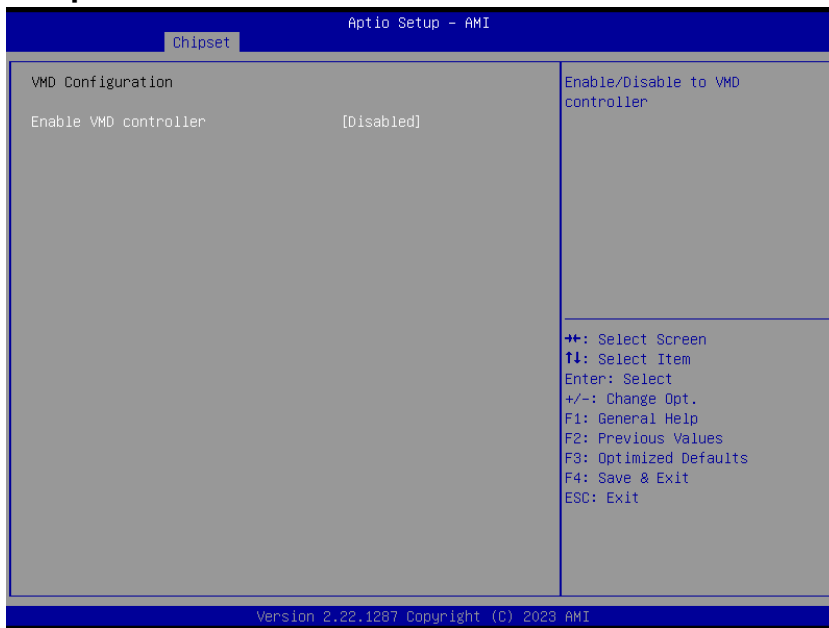 Aptio Setup – AMI
Chipset
VMD Configuration
Enable VMD controller [Disabled]
Enable/Disable to VMD
controller
→←: Select Screen
↑↓: Select Item
Enter: Select
+/-: Change Opt.
F1: General Help
F2: Previous Values
F3: Optimized Defaults
F4: Save & Exit
ESC: Exit
Version 2.22.1287 Copyright (C) 2023 AMI